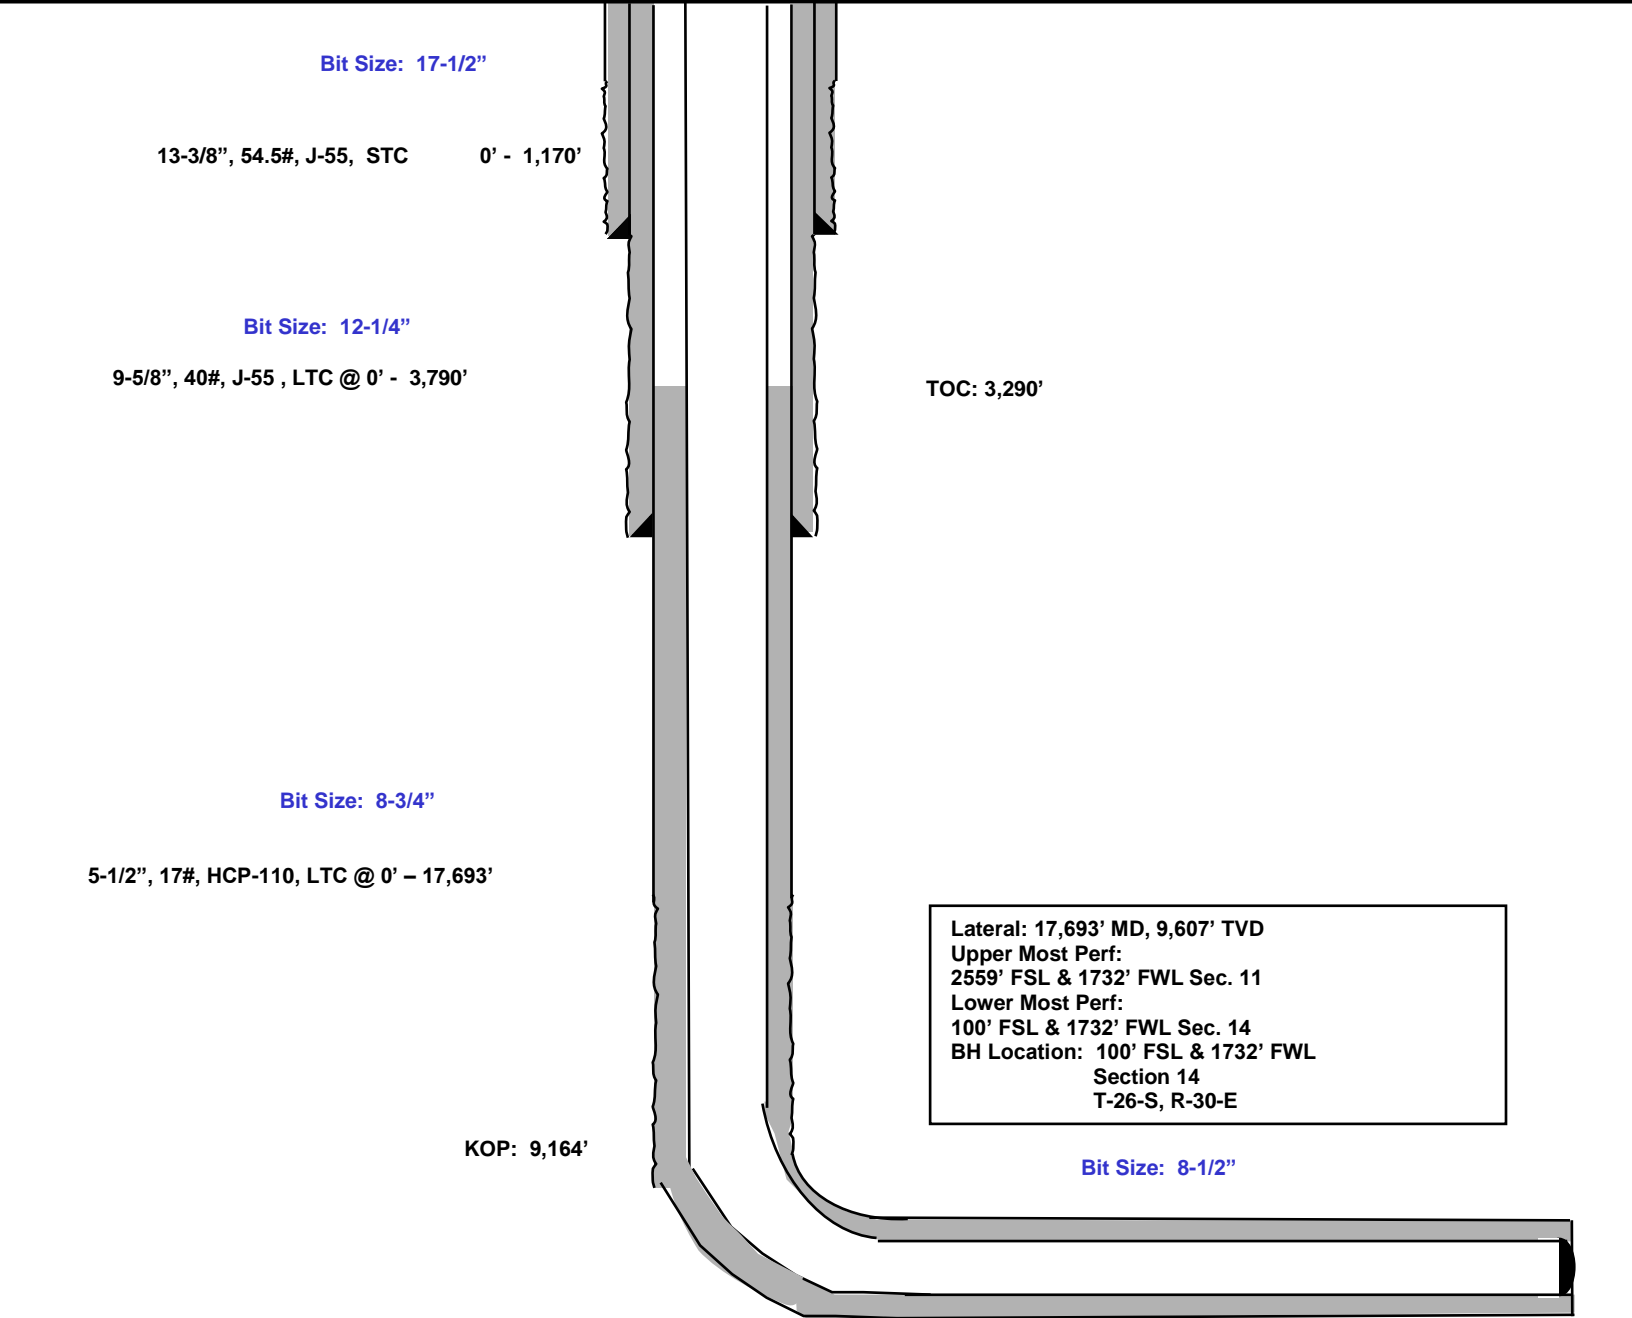 Bit Size: 17-1/2”
13-3/8”, 54.5#, J-55, STC 0’ - 1,170’
Bit Size: 12-1/4”
9-5/8”, 40#, J-55 , LTC @ 0’ - 3,790’
TOC: 3,290’
Bit Size: 8-3/4”
5-1/2”, 17#, HCP-110, LTC @ 0’ – 17,693’
Lateral: 17,693’ MD, 9,607’ TVD
Upper Most Perf:
2559’ FSL & 1732’ FWL Sec. 11
Lower Most Perf:
100’ FSL & 1732’ FWL Sec. 14
BH Location: 100’ FSL & 1732’ FWL
Section 14
T-26-S, R-30-E
KOP: 9,164’
Bit Size: 8-1/2”